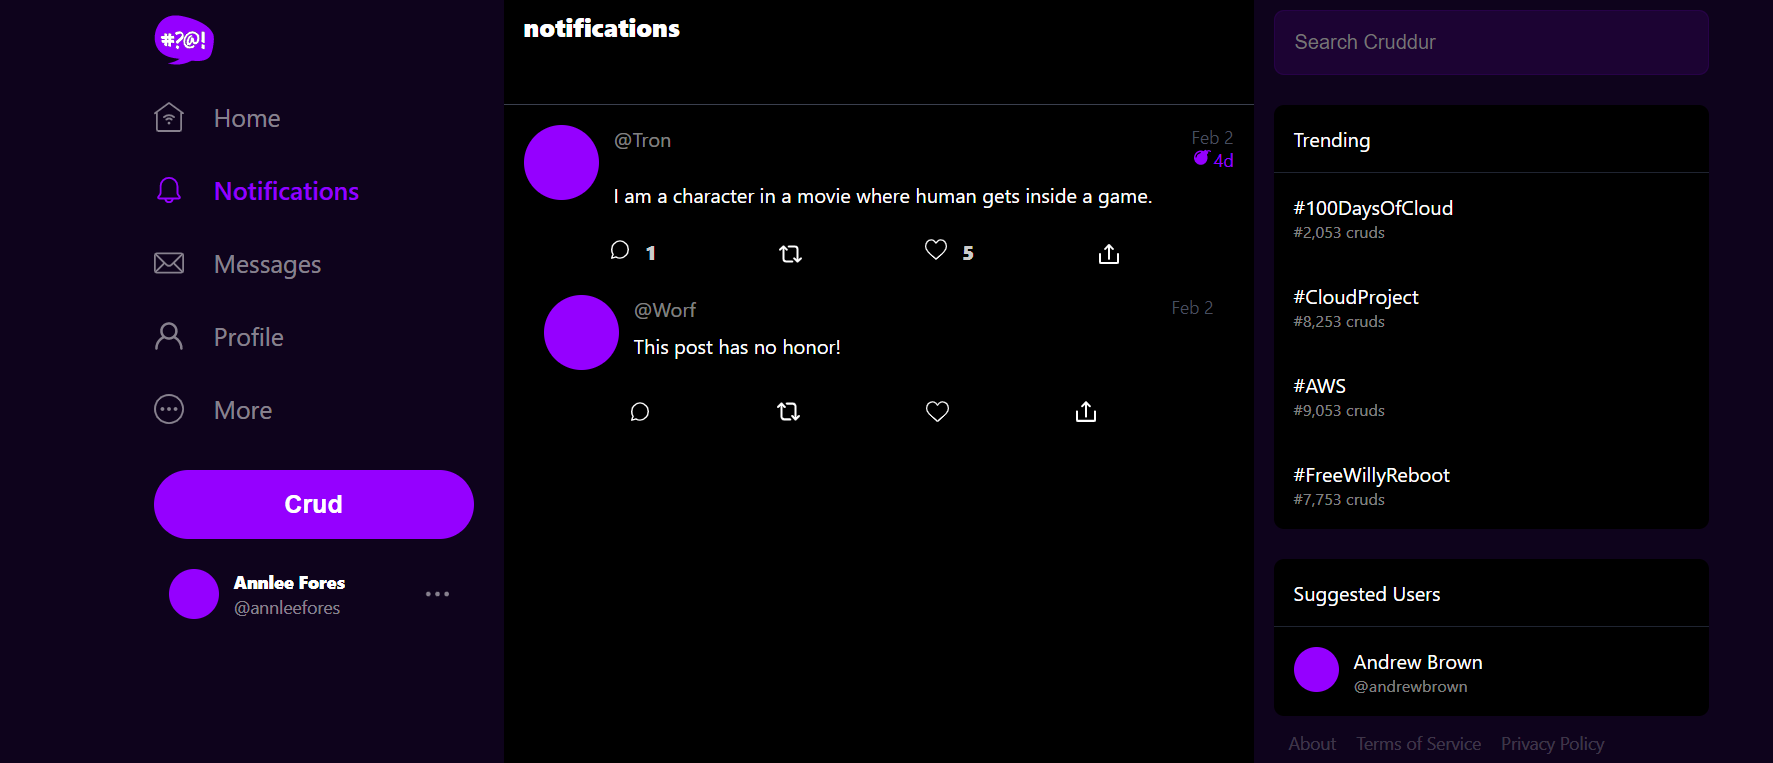 #?@!
Home
Notifications
Messages
Profile
More
Crud
Annlee Fores
@annleefores
notifications
@Tron
Feb 2
4d
I am a character in a movie where human gets inside a game.
1
5
@Worf
Feb 2
This post has no honor!
Search Cruddur
Trending
#100DaysOfCloud
#2,053 cruds
#CloudProject
#8,253 cruds
#AWS
#9,053 cruds
#FreeWillyReboot
#7,753 cruds
Suggested Users
Andrew Brown
@andrewbrown
About Terms of Service Privacy Policy